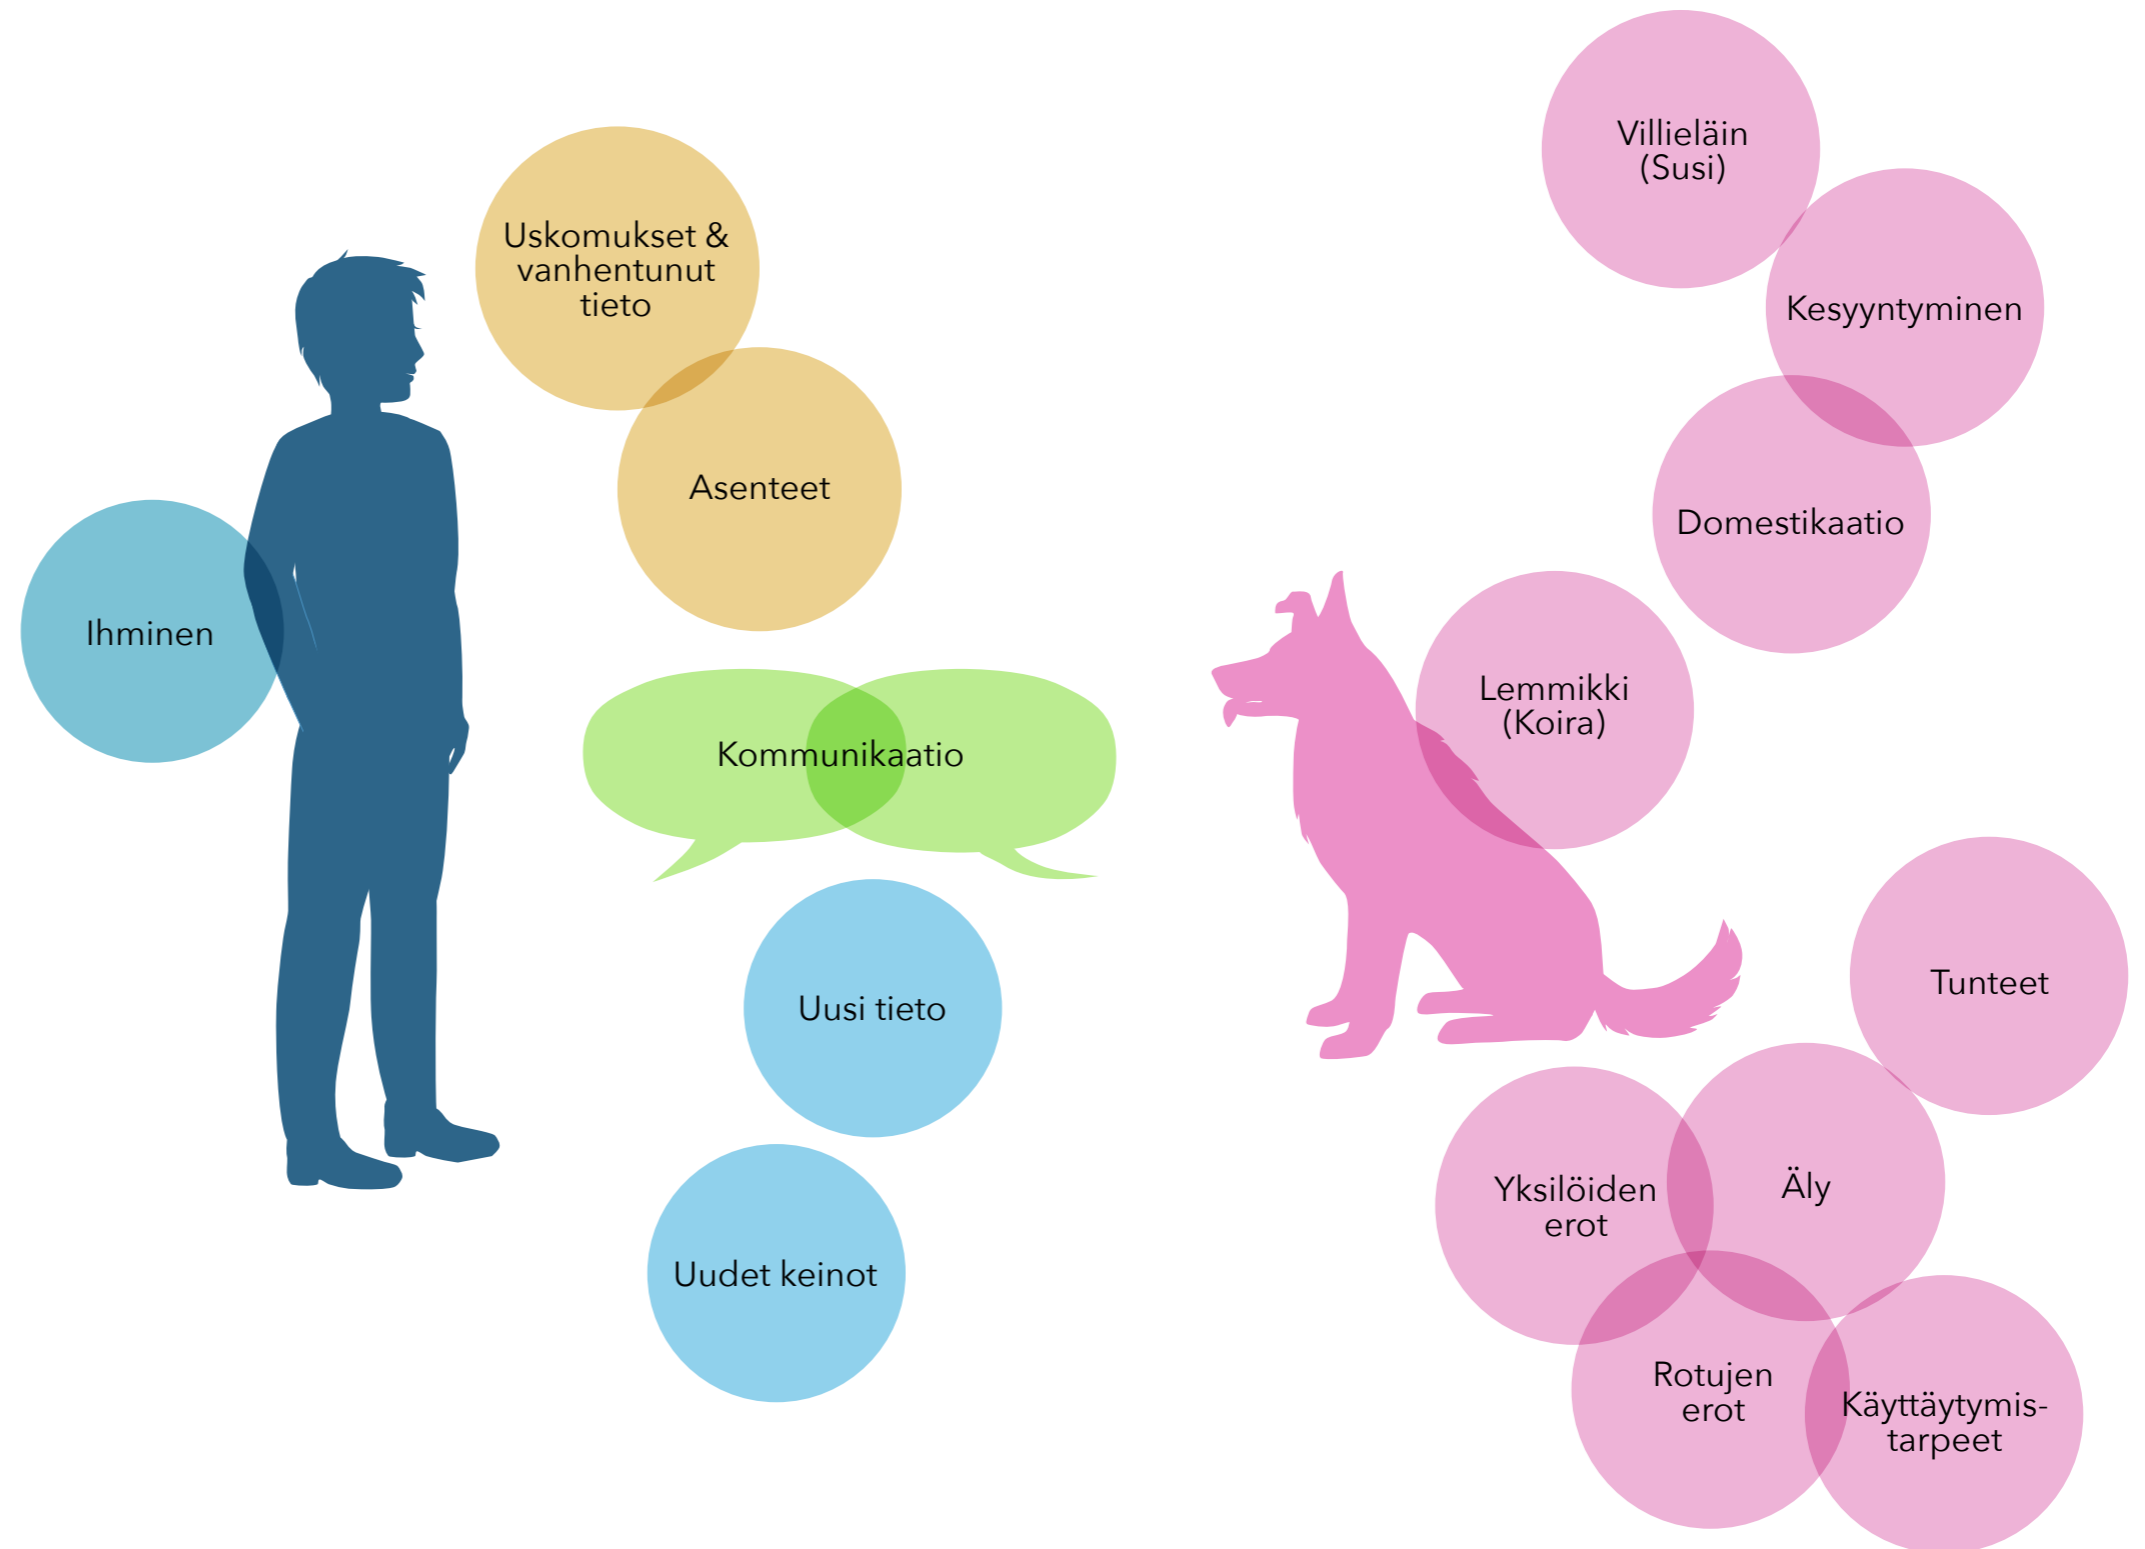 Ihminen
Uskomukset &
vanhentunut
tieto
Asenteet
Kommunikaatio
Uusi tieto
Uudet keinot
Villieläin
(Susi)
Kesyyntyminen
Domestikaatio
Lemmikki
(Koira)
Tunteet
Äly
Yksilöiden
erot
Rotujen
erot
Käyttäytymis-
tarpeet